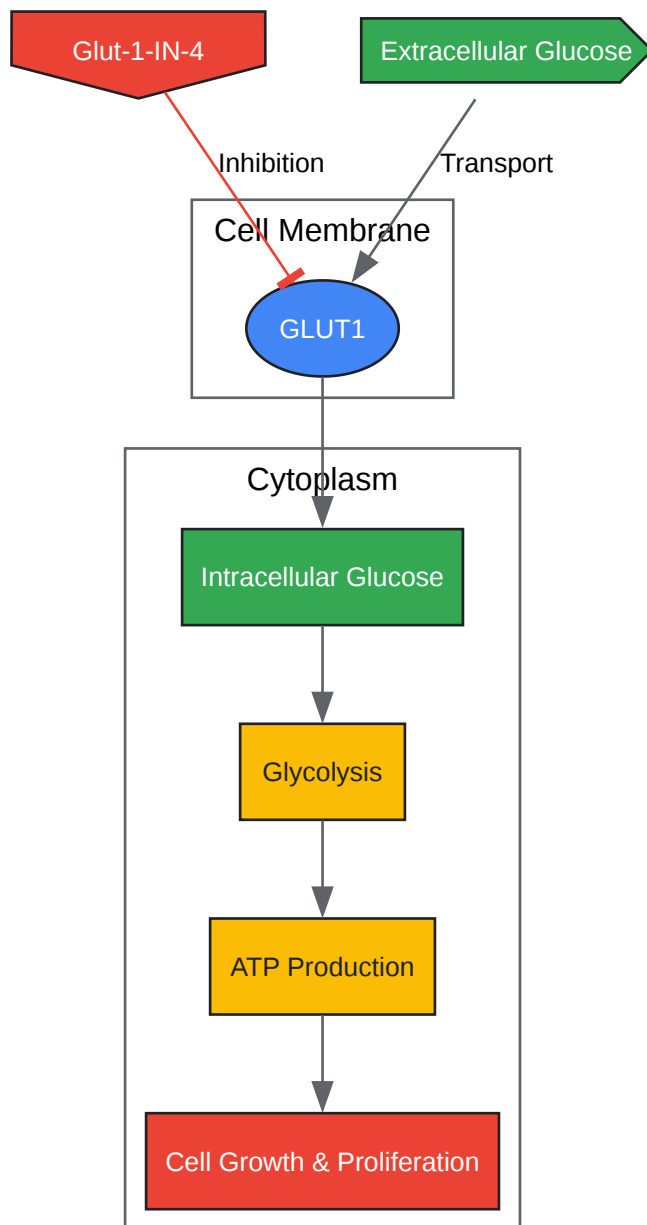 Glut-1-IN-4
Extracellular Glucose
Inhibition
Transport
Cell Membrane
GLUT1
Cytoplasm
Intracellular Glucose
Glycolysis
ATP Production
Cell Growth & Proliferation